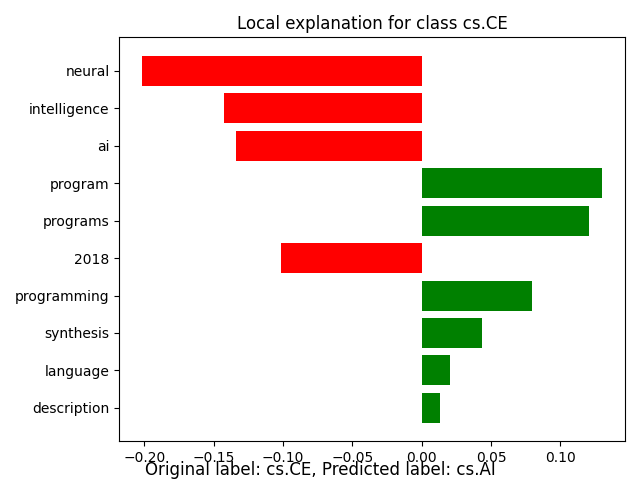 Local explanation for class cs.CE
neural
intelligence
ai
program
programs
2018
programming
synthesis
language
description
−0.20 −0.15 −0.10 −0.05 0.00 0.05 0.10
Original label: cs.CE, Predicted label: cs.AI